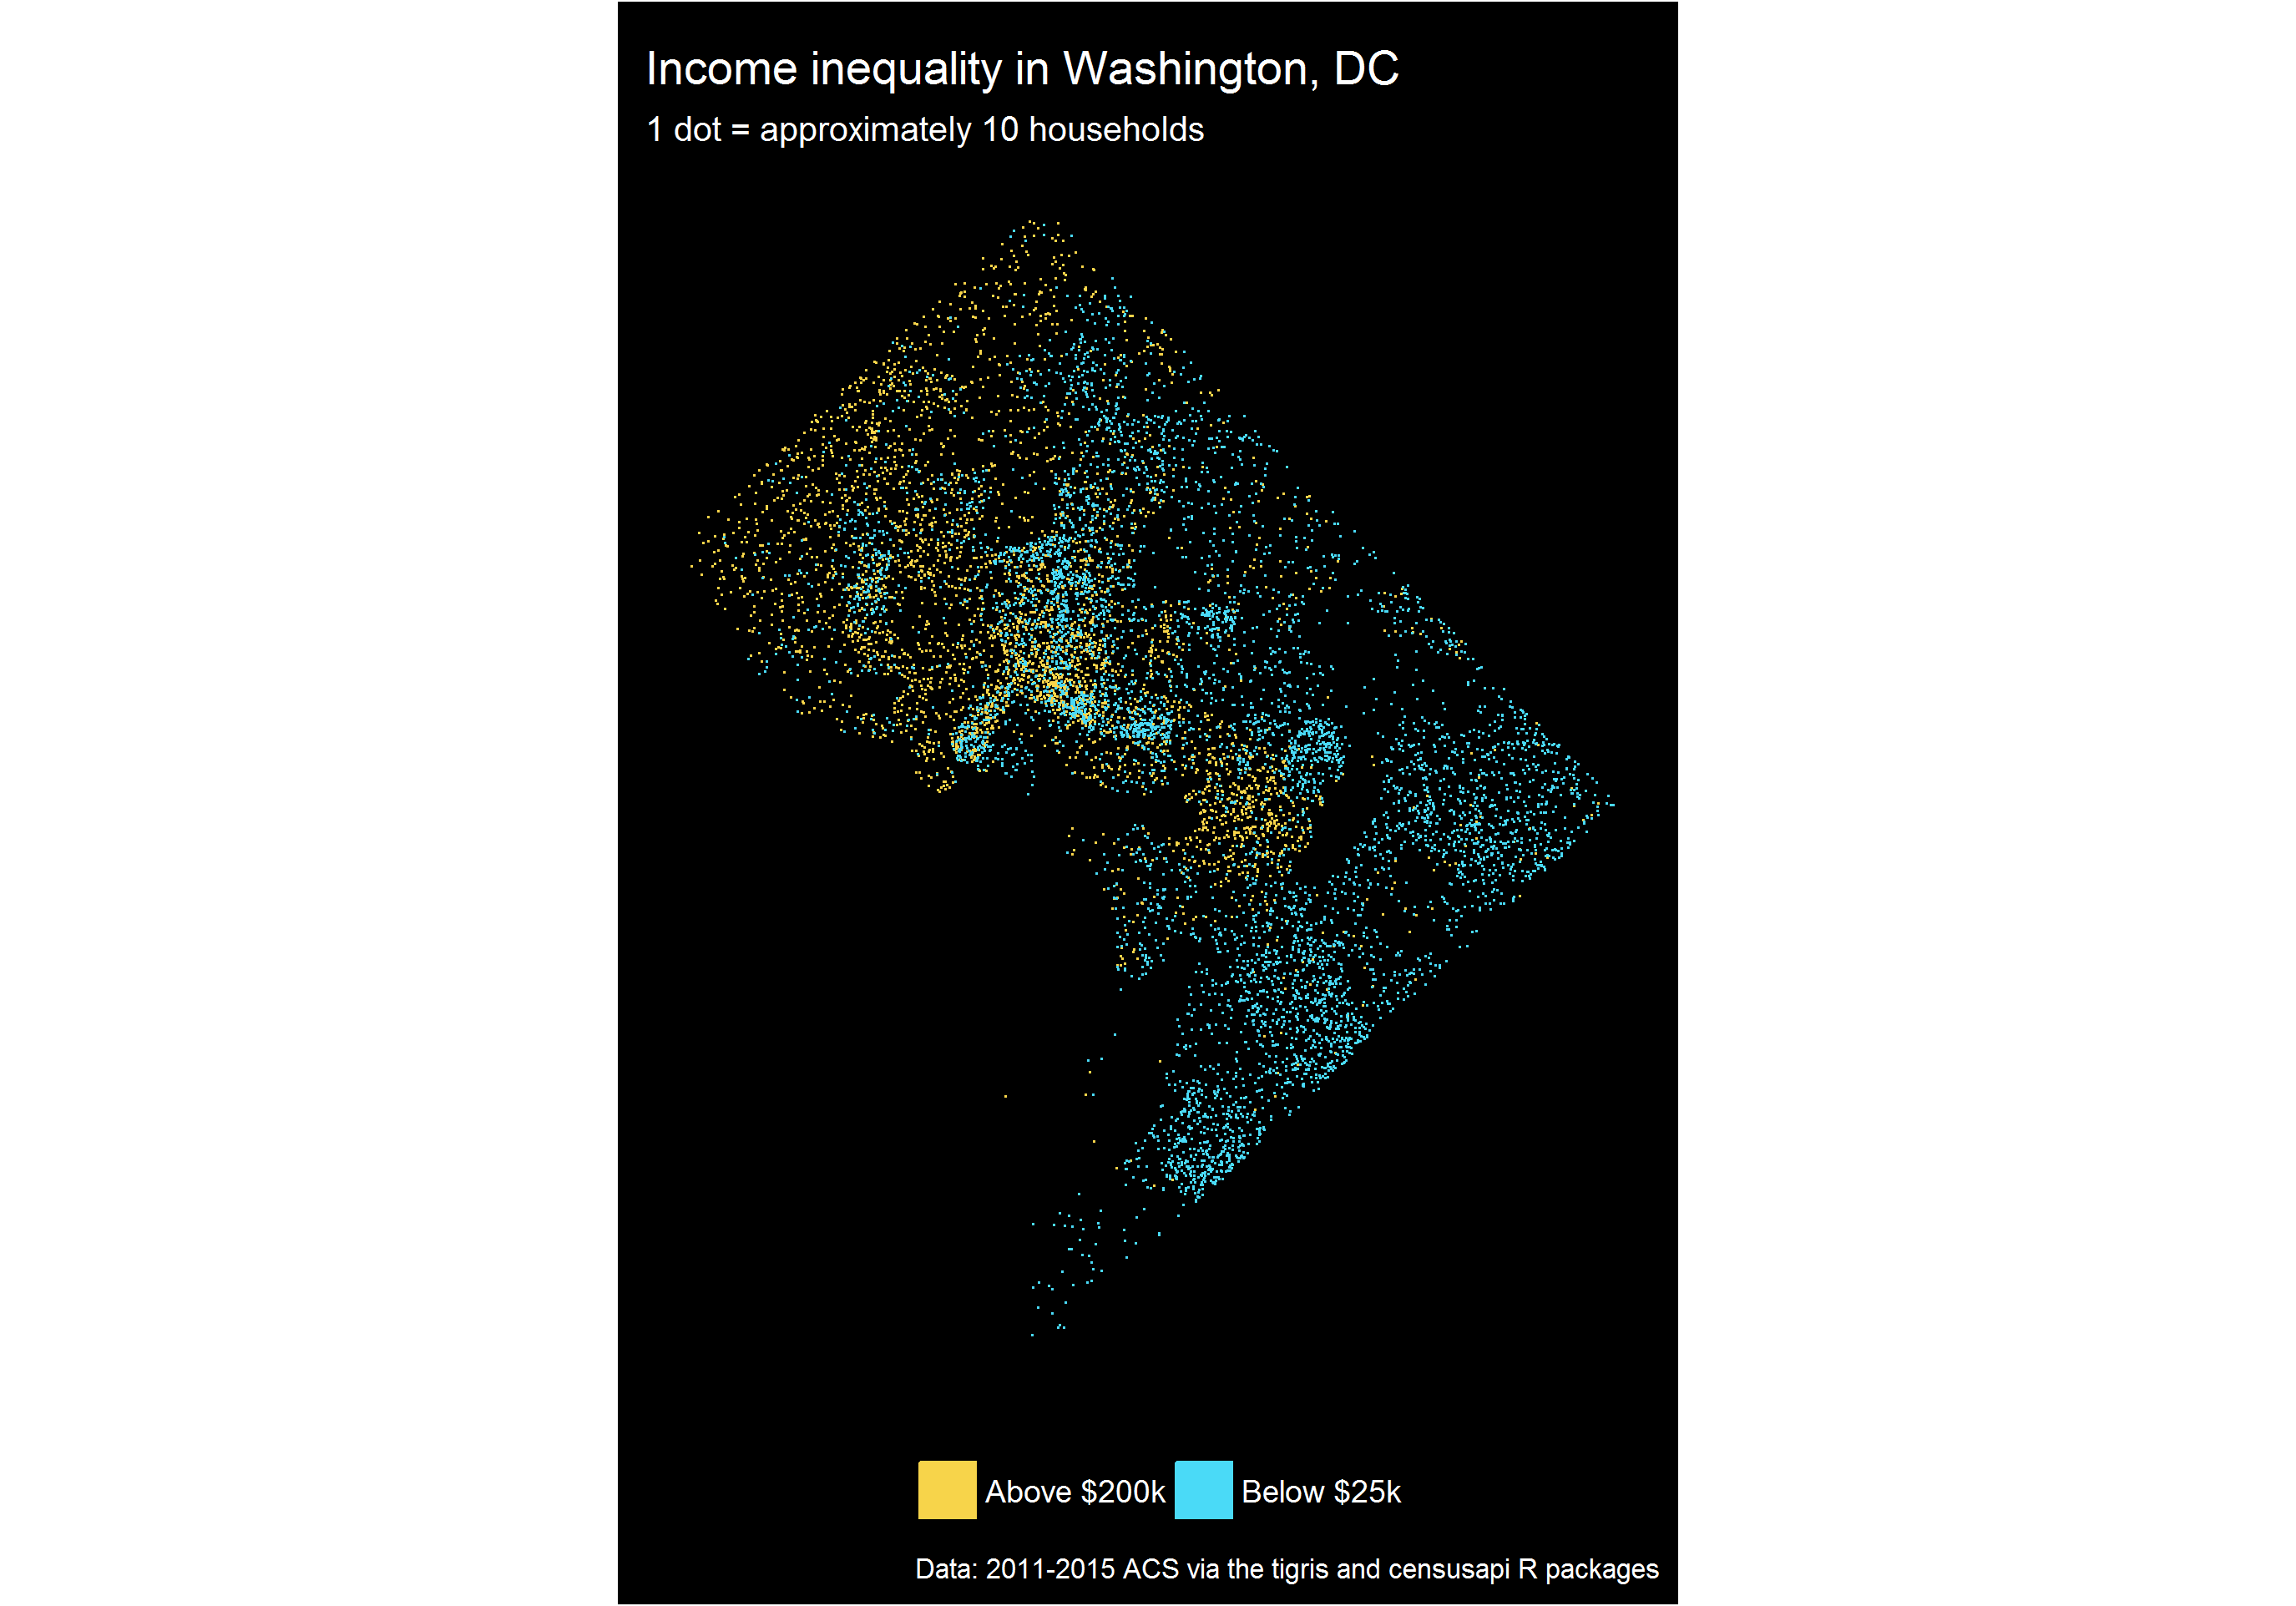 Income inequality in Washington, DC
1 dot = approximately 10 households
Above $200k Below $25k
Data: 2011-2015 ACS via the tigris and censusapi R packages